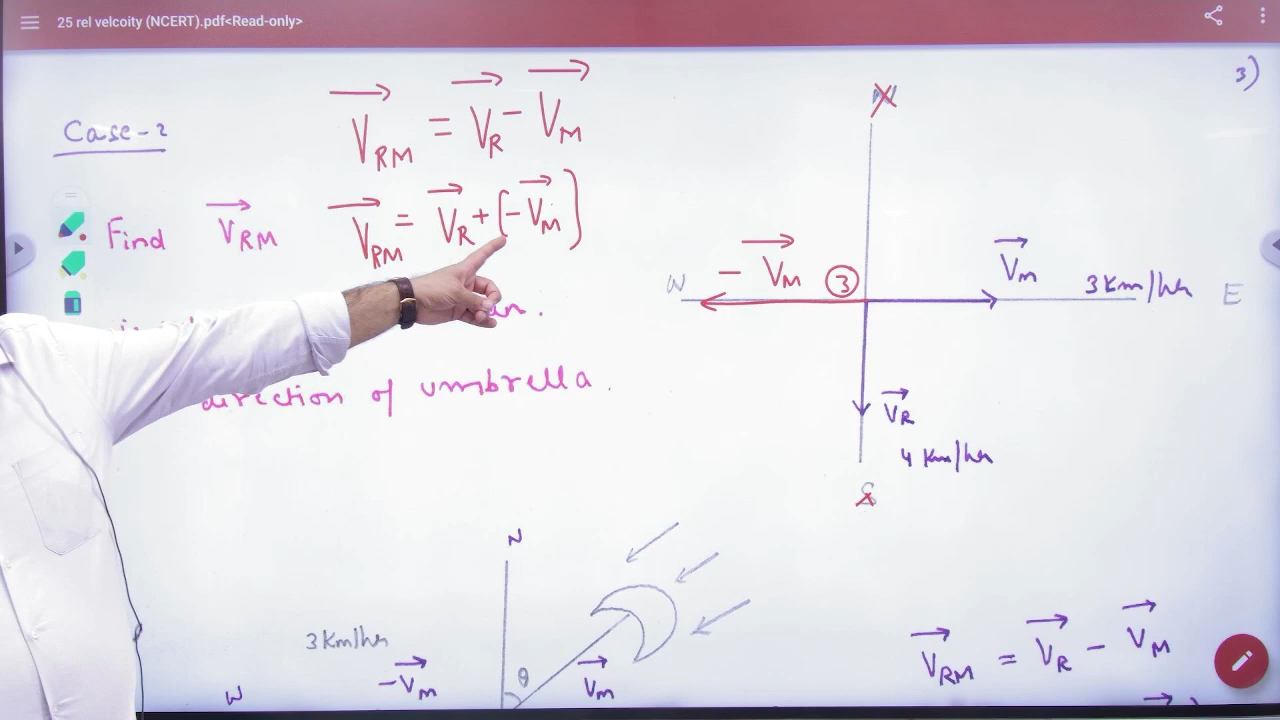 25 rel velcoity (NCERT).pdf<Read-only>
3)
Case-2
V_RM = V_R - V_M
Find V_RM
V_RM = V_R + (-V_M)
direction of umbrella.
N
W
- V_M
3
V_m
3 Km/hr
E
V_R
4 Km/hr
S
N
3 Km/hr
θ
-V_m
V_m
W
V_RM = V_R - V_M